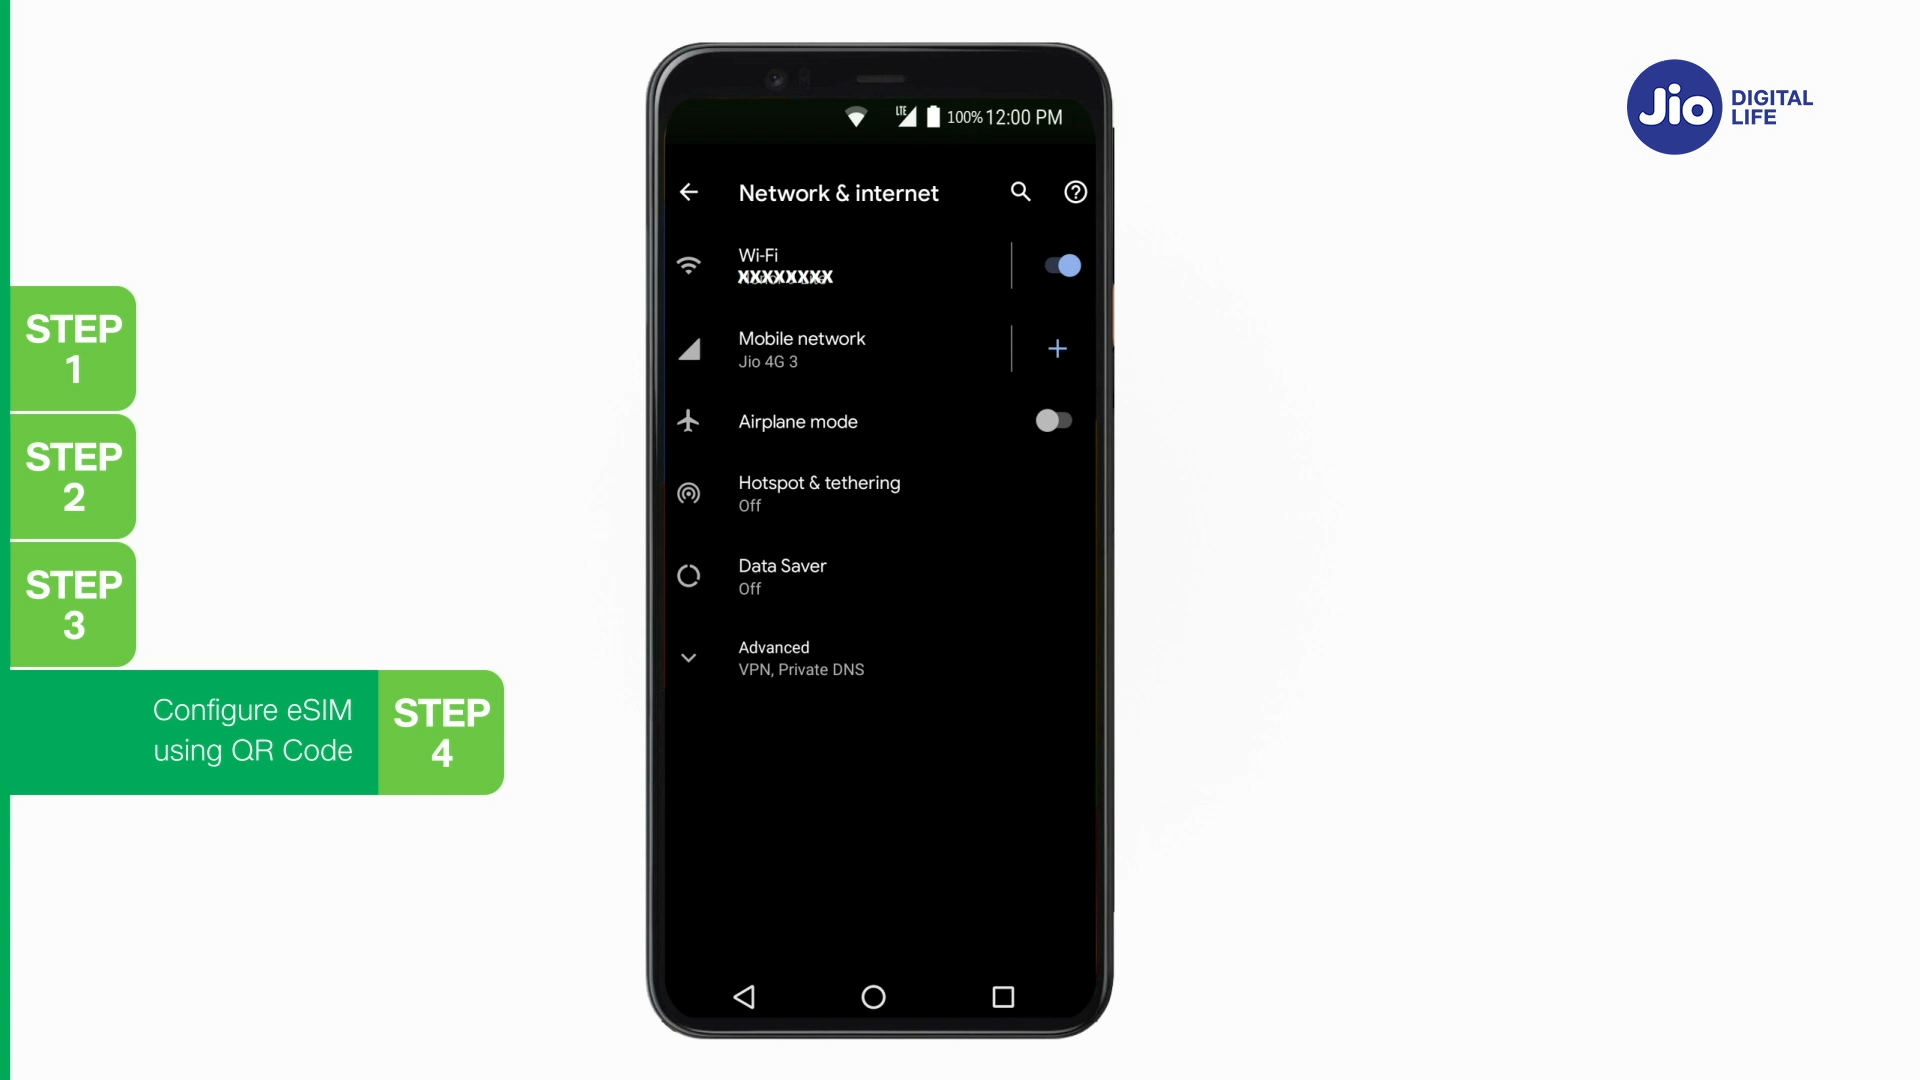 Jio DIGITAL
LIFE
LTE 100% 12:00 PM
Network & internet
Wi-Fi
XXXXXXXX
Mobile network
Jio 4G 3
Airplane mode
Hotspot & tethering
Off
Data Saver
Off
Advanced
VPN, Private DNS
STEP
1
STEP
2
STEP
3
Configure eSIM
using QR Code
STEP
4